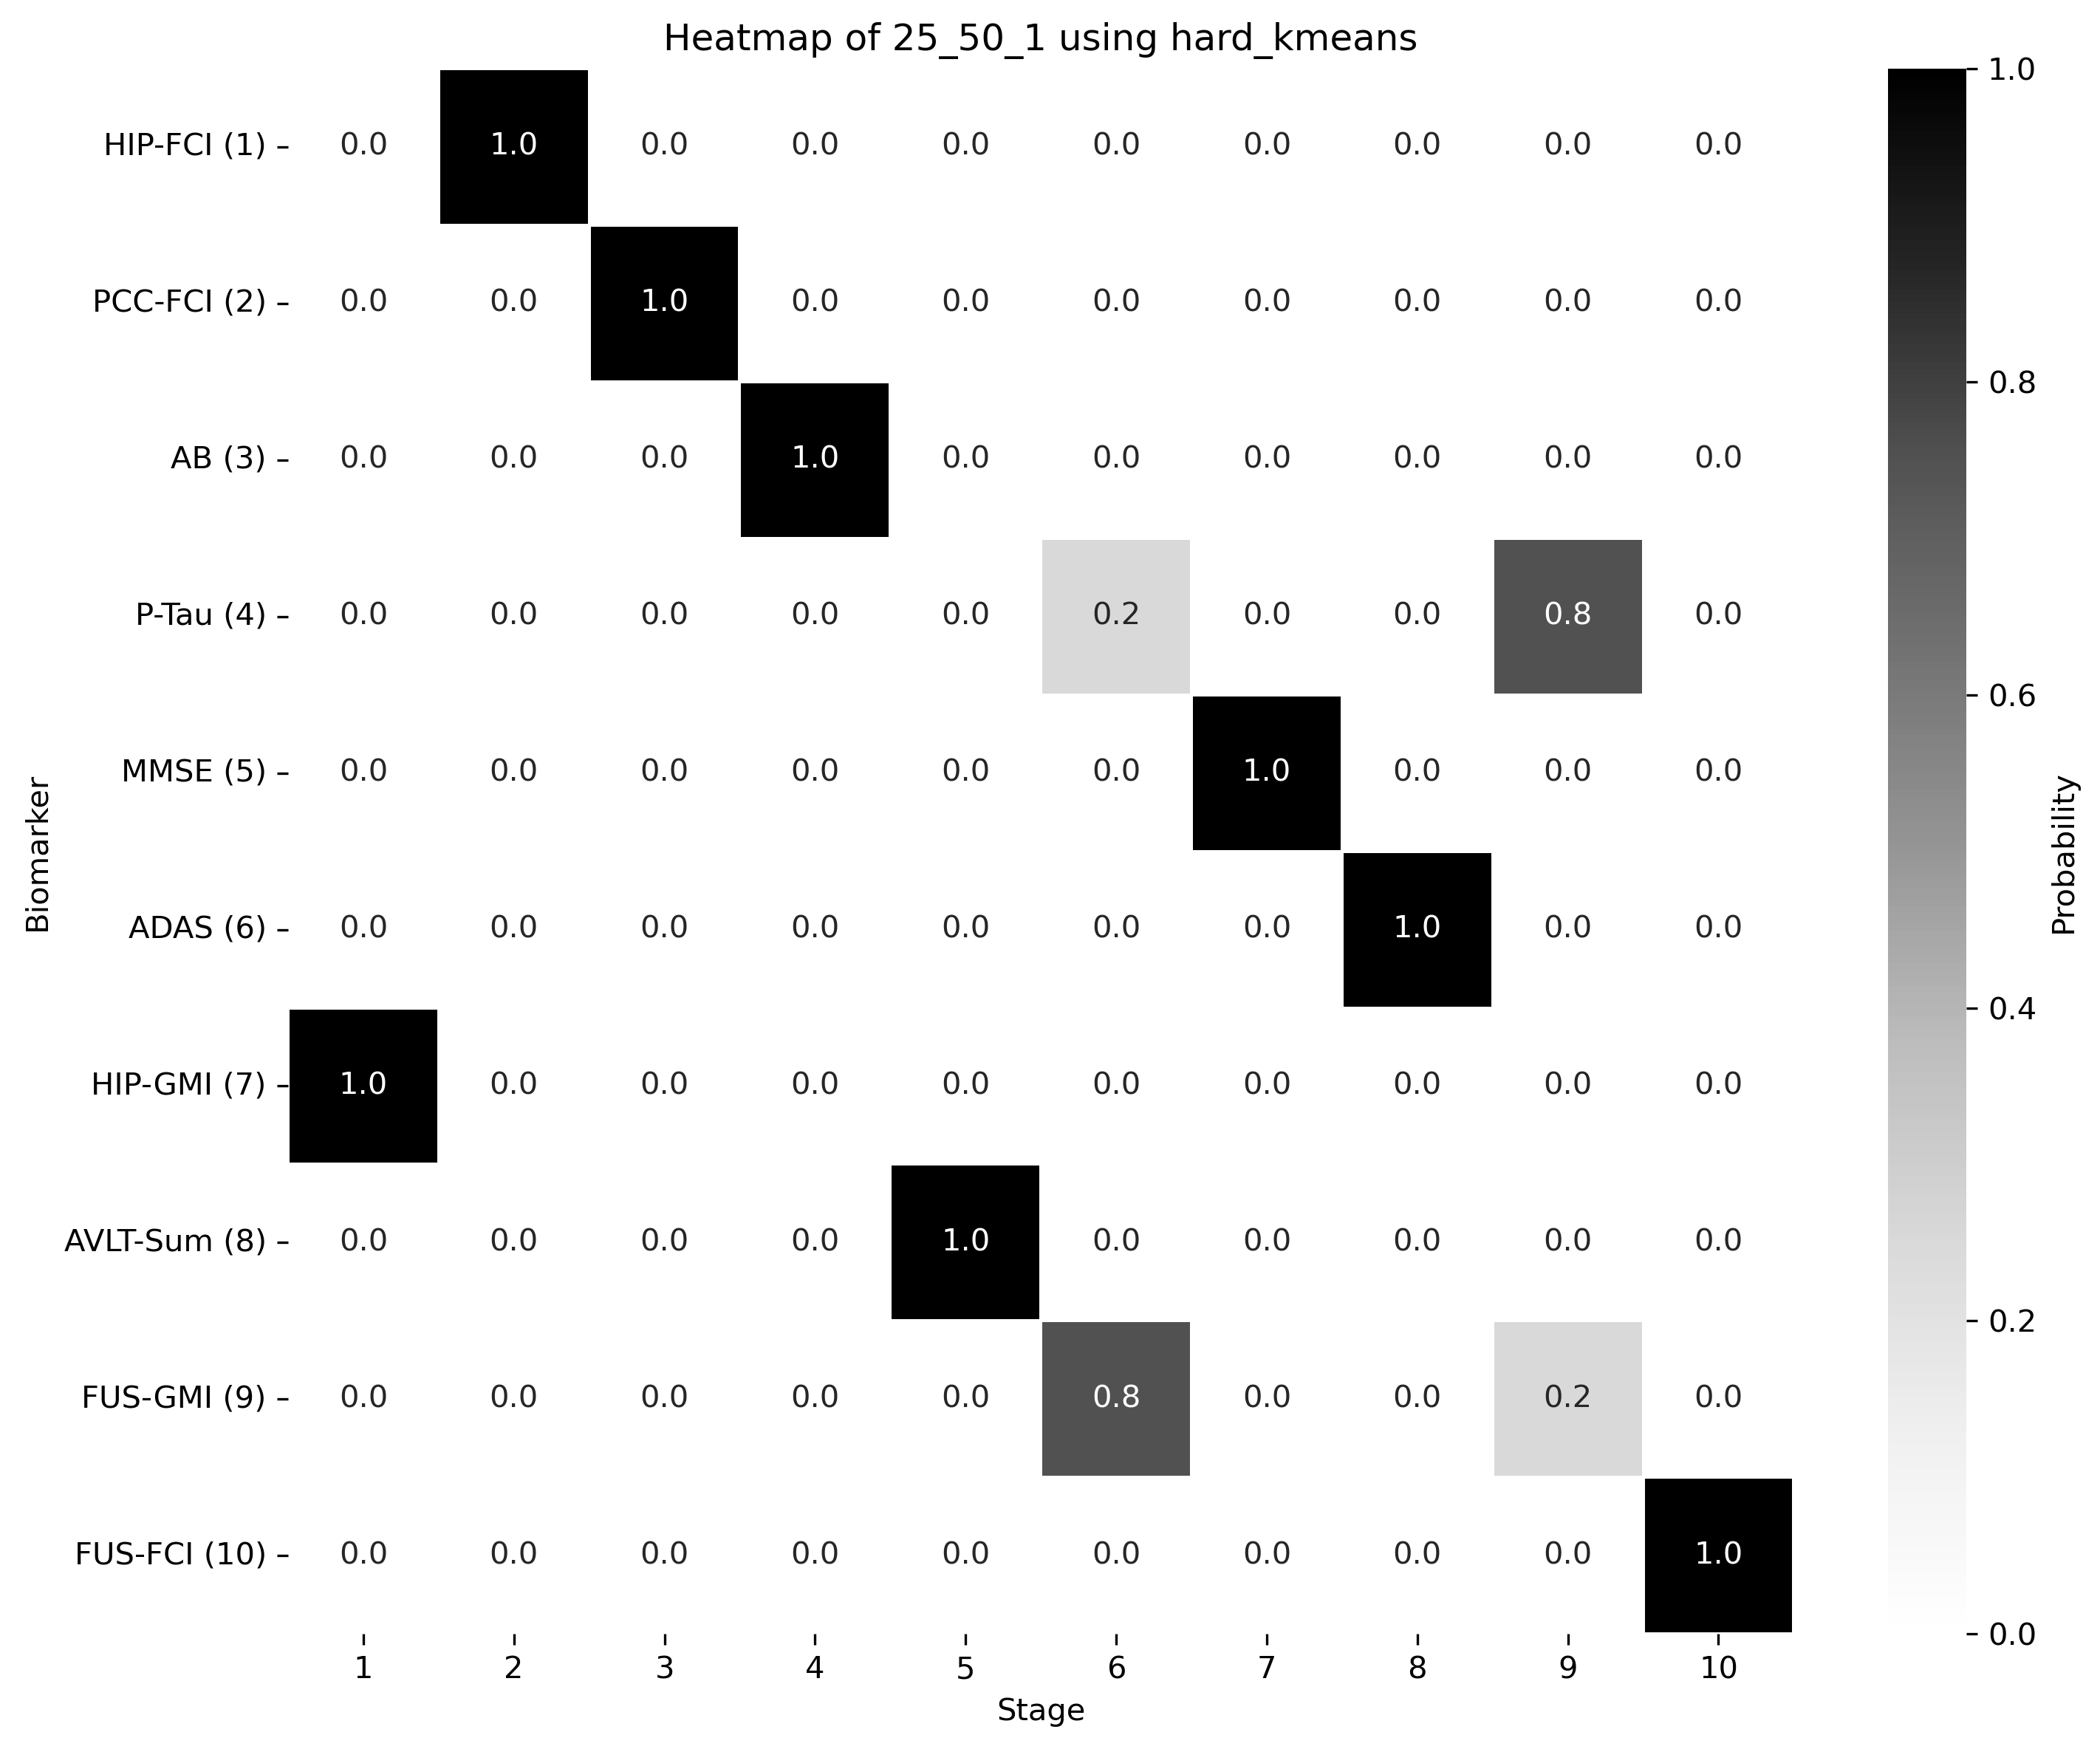 Heatmap of 25_50_1 using hard_kmeans
HIP-FCI (1) 0.0 1.0 0.0 0.0 0.0 0.0 0.0 0.0 0.0 0.0
PCC-FCI (2) 0.0 0.0 1.0 0.0 0.0 0.0 0.0 0.0 0.0 0.0
AB (3) 0.0 0.0 0.0 1.0 0.0 0.0 0.0 0.0 0.0 0.0
P-Tau (4) 0.0 0.0 0.0 0.0 0.0 0.2 0.0 0.0 0.8 0.0
MMSE (5) 0.0 0.0 0.0 0.0 0.0 0.0 1.0 0.0 0.0 0.0
ADAS (6) 0.0 0.0 0.0 0.0 0.0 0.0 0.0 1.0 0.0 0.0
HIP-GMI (7) 1.0 0.0 0.0 0.0 0.0 0.0 0.0 0.0 0.0 0.0
AVLT-Sum (8) 0.0 0.0 0.0 0.0 1.0 0.0 0.0 0.0 0.0 0.0
FUS-GMI (9) 0.0 0.0 0.0 0.0 0.0 0.8 0.0 0.0 0.2 0.0
FUS-FCI (10) 0.0 0.0 0.0 0.0 0.0 0.0 0.0 0.0 0.0 1.0
1 2 3 4 5 6 7 8 9 10
Stage
Biomarker
1.0
0.8
0.6
0.4
0.2
0.0
Probability